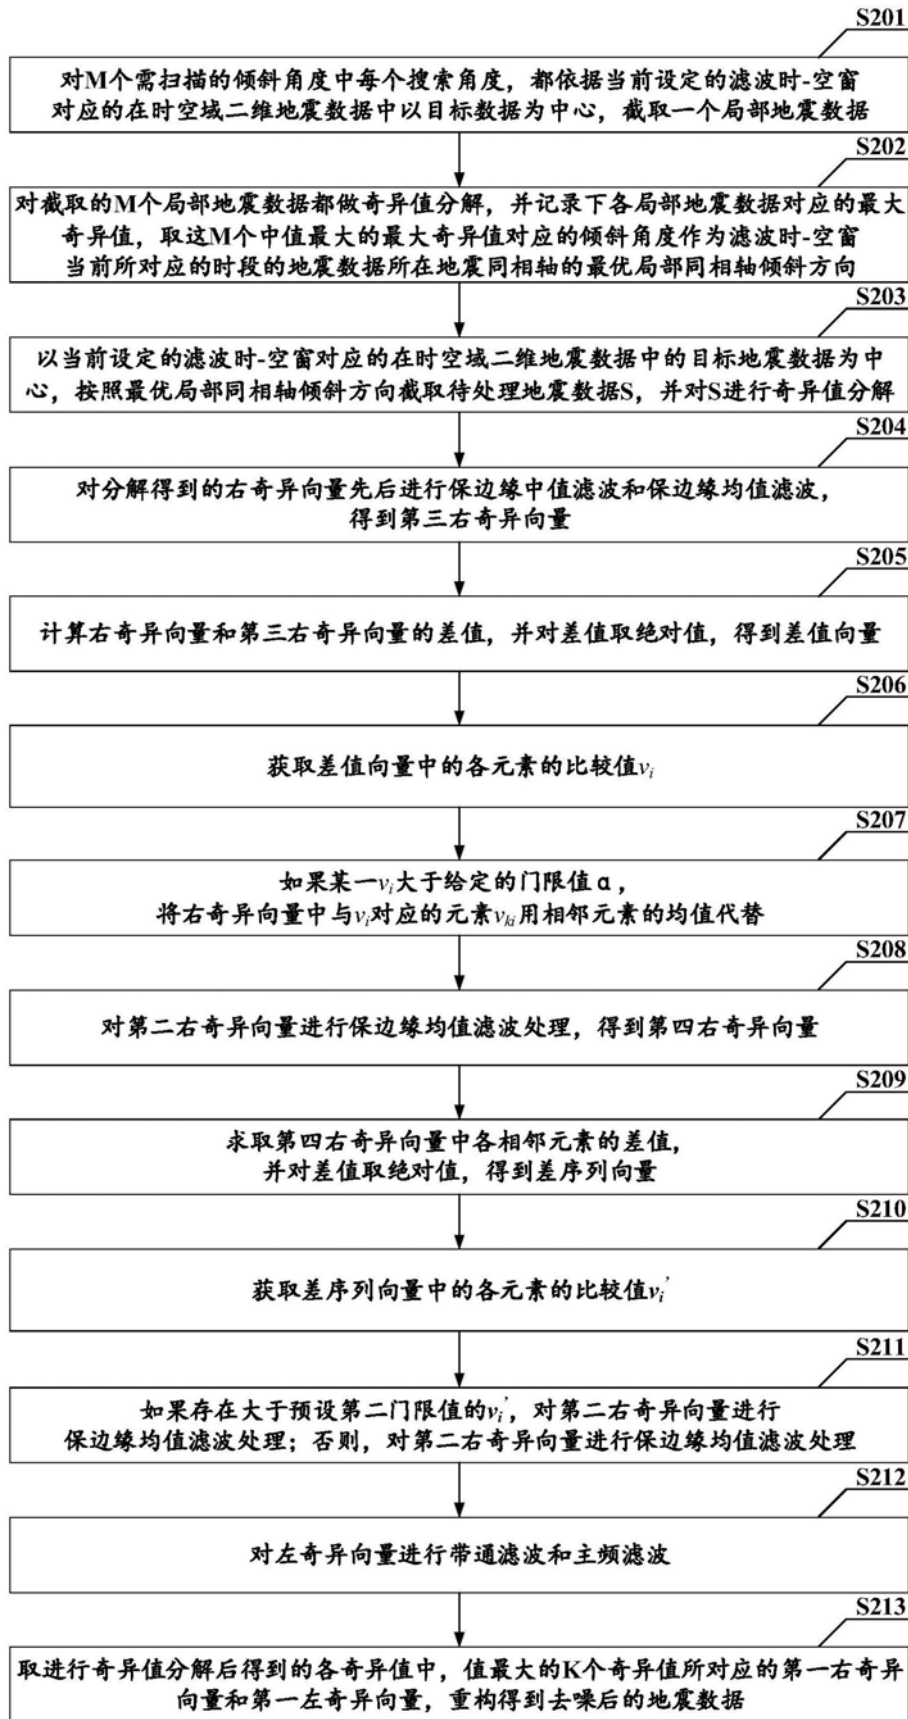 S201
对M个需扫描的倾斜角度中每个搜索角度，都依据当前设定的滤波时-空窗
对应的在时空域二维地震数据中以目标数据为中心，截取一个局部地震数据
S202
对截取的M个局部地震数据都做奇异值分解，并记录下各局部地震数据对应的最大
奇异值，取这M个中值最大的最大奇异值对应的倾斜角度作为滤波时-空窗
当前所对应的时段的地震数据所在地震同相轴的最优局部同相轴倾斜方向
S203
以当前设定的滤波时-空窗对应的在时空域二维地震数据中的目标地震数据为中
心，按照最优局部同相轴倾斜方向截取待处理地震数据S，并对S进行奇异值分解
S204
对分解得到的右奇异向量先后进行保边缘中值滤波和保边缘均值滤波，
得到第三右奇异向量
S205
计算右奇异向量和第三右奇异向量的差值，并对差值取绝对值，得到差值向量
S206
获取差值向量中的各元素的比较值vi
S207
如果某一vi大于给定的门限值α，
将右奇异向量中与vi对应的元素vki用相邻元素的均值代替
S208
对第二右奇异向量进行保边缘均值滤波处理，得到第四右奇异向量
S209
求取第四右奇异向量中各相邻元素的差值，
并对差值取绝对值，得到差序列向量
S210
获取差序列向量中的各元素的比较值vi'
S211
如果存在大于预设第二门限值的vi'，对第二右奇异向量进行
保边缘均值滤波处理；否则，对第二右奇异向量进行保边缘均值滤波处理
S212
对左奇异向量进行带通滤波和主频滤波
S213
取进行奇异值分解后得到的各奇异值中，值最大的K个奇异值所对应的第一右奇异
向量和第一左奇异向量，重构得到去噪后的地震数据